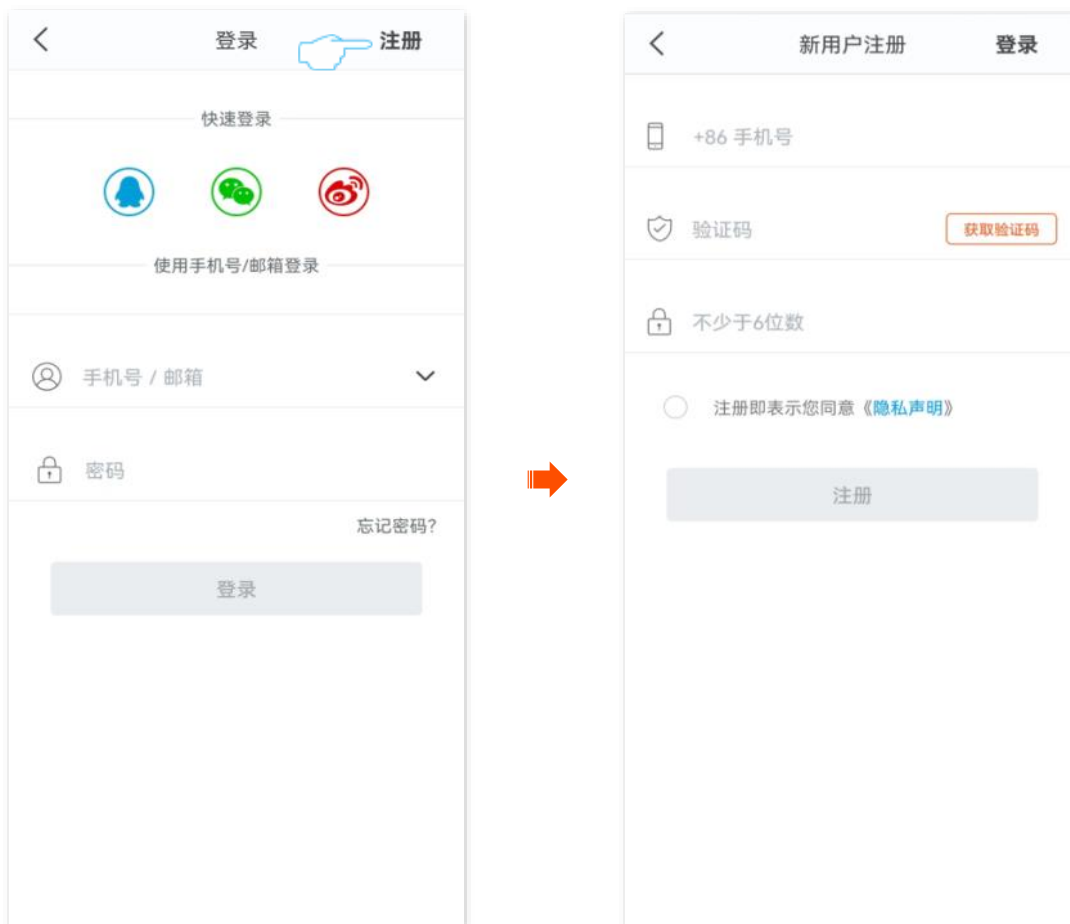 登录
注册
快速登录
使用手机号/邮箱登录
手机号 / 邮箱
密码
忘记密码?
登录
新用户注册
登录
+86 手机号
验证码
获取验证码
不少于6位数
注册即表示您同意《隐私声明》
注册